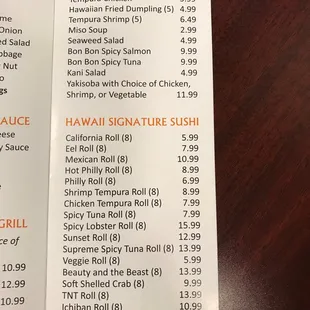 me
Onion
ed Salad
bbage
r Nut
o
gs
AUCE
eese
y Sauce
e
GRILL
ce of
10.99
12.99
10.99
Hawaiian Fried Dumpling (5) 4.99
Tempura Shrimp (5) 6.99
Miso Soup 2.99
Seaweed Salad 4.99
Bon Bon Spicy Salmon 9.99
Bon Bon Spicy Tuna 9.99
Kani Salad 4.99
Yakisoba with Choice of Chicken,
Shrimp, or Vegetable 11.99
HAWAII SIGNATURE SUSHI
California Roll (8) 5.99
Eel Roll (8) 7.99
Mexican Roll (8) 10.99
Hot Philly Roll (8) 8.99
Philly Roll (8) 6.99
Shrimp Tempura Roll (8) 8.99
Chicken Tempura Roll (8) 7.99
Spicy Tuna Roll (8) 7.99
Spicy Lobster Roll (8) 15.99
Sunset Roll (8) 12.99
Supreme Spicy Tuna Roll (8) 13.99
Veggie Roll (8) 5.99
Beauty and the Beast (8) 13.99
Soft Shelled Crab (8) 9.99
TNT Roll (8) 13.99
Ichiban Roll (8) 10.99